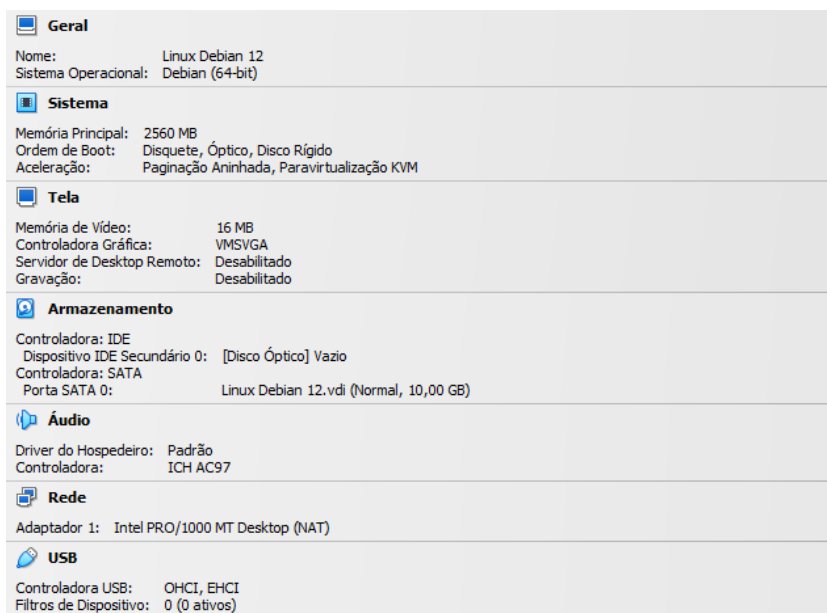 Geral
Nome: Linux Debian 12
Sistema Operacional: Debian (64-bit)
Sistema
Memória Principal: 2560 MB
Ordem de Boot: Disquete, Óptico, Disco Rígido
Aceleração: Paginação Aninhada, Paravirtualização KVM
Tela
Memória de Vídeo: 16 MB
Controladora Gráfica: VMSVGA
Servidor de Desktop Remoto: Desabilitado
Gravação: Desabilitado
Armazenamento
Controladora: IDE
Dispositivo IDE Secundário 0: [Disco Óptico] Vazio
Controladora: SATA
Porta SATA 0: Linux Debian 12.vdi (Normal, 10,00 GB)
Áudio
Driver do Hospedeiro: Padrão
Controladora: ICH AC97
Rede
Adaptador 1: Intel PRO/1000 MT Desktop (NAT)
USB
Controladora USB: OHCI, EHCI
Filtros de Dispositivo: 0 (0 ativos)